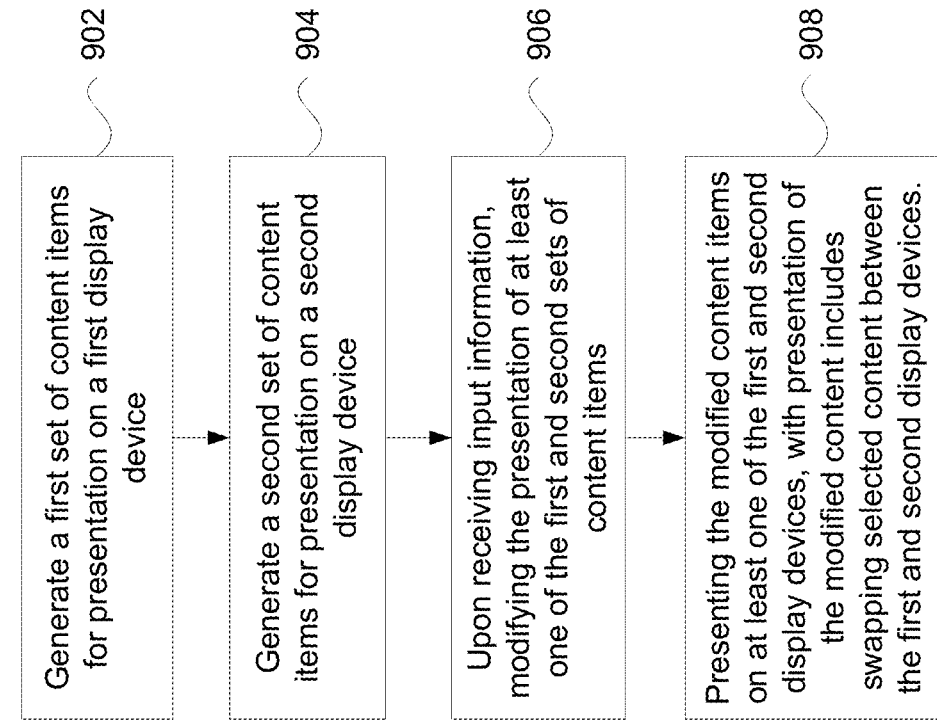 Generate a first set of content items
for presentation on a first display
device
902
Generate a second set of content
items for presentation on a second
display device
904
Upon receiving input information,
modifying the presentation of at least
one of the first and second sets of
content items
906
Presenting the modified content items
on at least one of the first and second
display devices, with presentation of
the modified content includes
swapping selected content between
the first and second display devices.
908